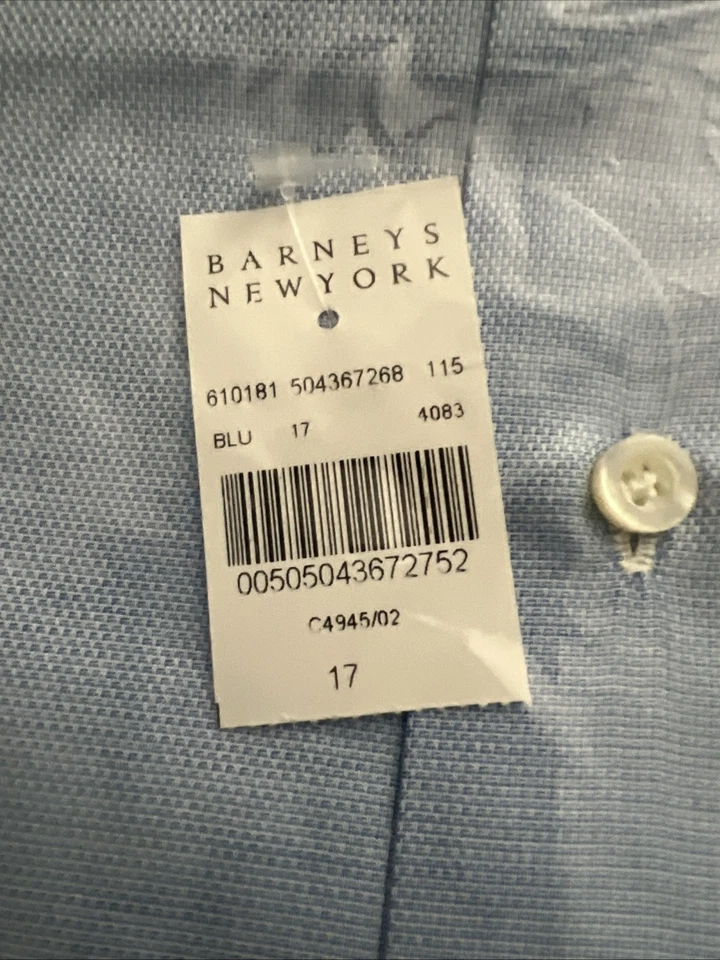 BARNEYS
NEWYORK
610181 504367268 115
BLU 17 4083
00505043672752
C4945/02
17